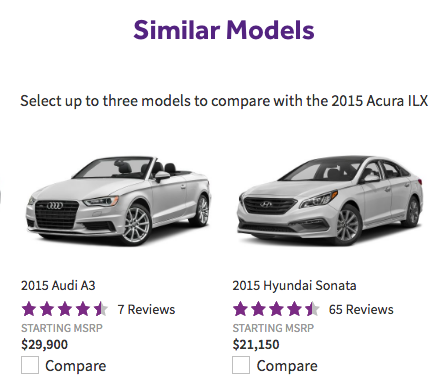 Similar Models
Select up to three models to compare with the 2015 Acura ILX
2015 Audi A3
7 Reviews
STARTING MSRP
$29,900
Compare
2015 Hyundai Sonata
65 Reviews
STARTING MSRP
$21,150
Compare